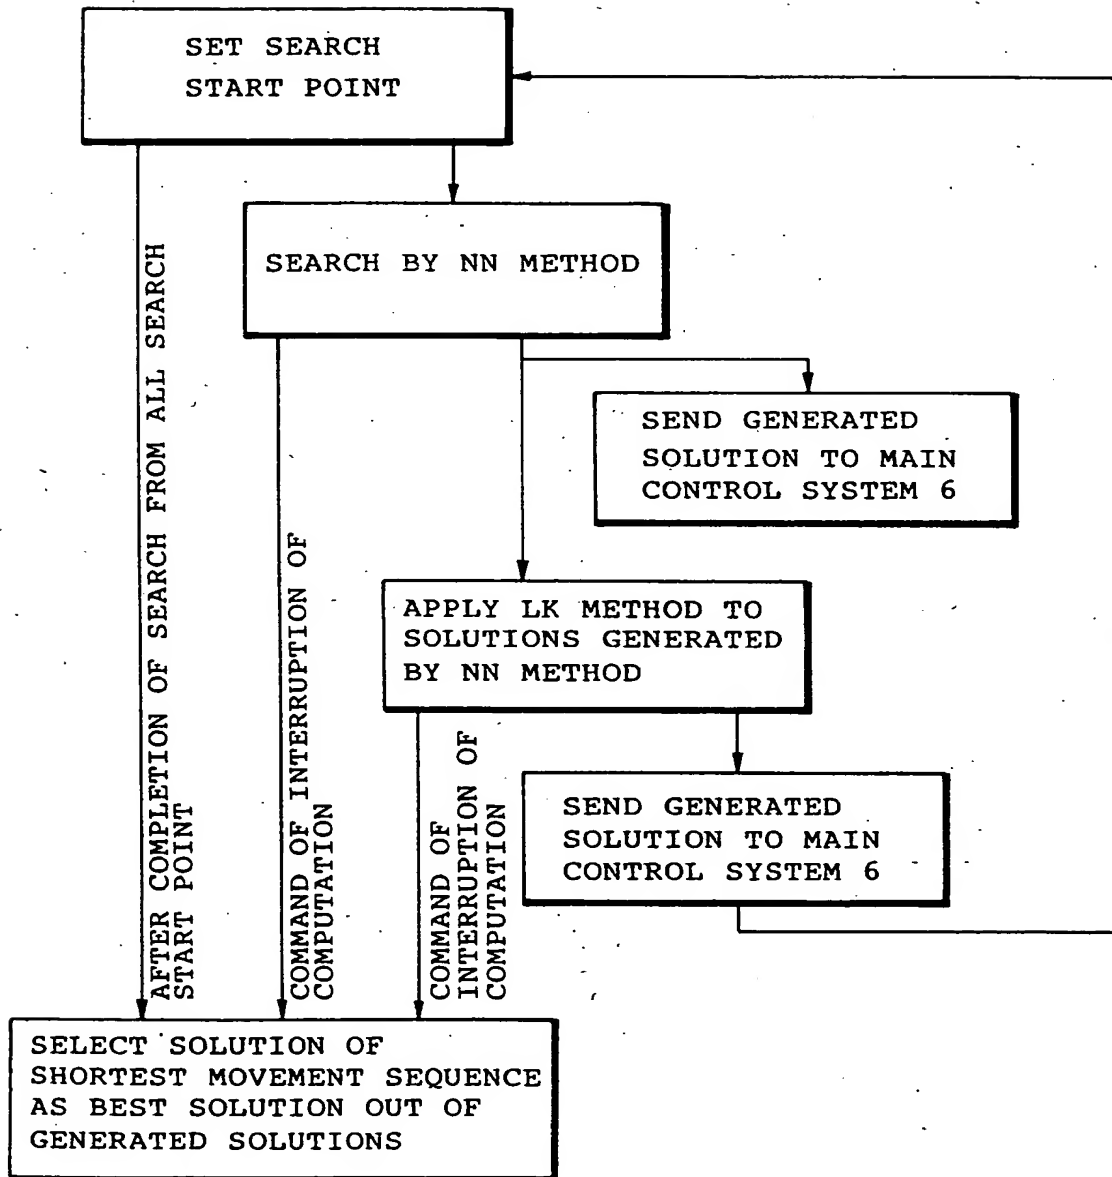 SET SEARCH
START POINT
SEARCH BY NN METHOD
SEND GENERATED
SOLUTION TO MAIN
CONTROL SYSTEM 6
APPLY LK METHOD TO
SOLUTIONS GENERATED
BY NN METHOD
SEND GENERATED
SOLUTION TO MAIN
CONTROL SYSTEM 6
AFTER COMPLETION OF SEARCH FROM ALL SEARCH
START POINT
COMMAND OF INTERRUPTION OF
COMPUTATION
COMMAND OF
INTERRUPTION OF
COMPUTATION
SELECT SOLUTION OF
SHORTEST MOVEMENT SEQUENCE
AS BEST SOLUTION OUT OF
GENERATED SOLUTIONS